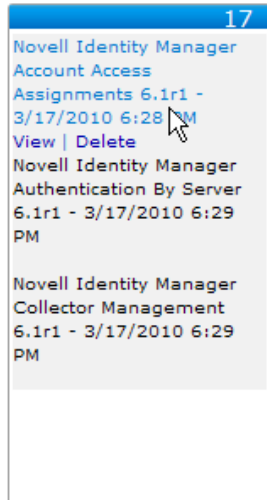 17
Novell Identity Manager
Account Access
Assignments 6.1r1 -
3/17/2010 6:28 PM
View | Delete
Novell Identity Manager
Authentication By Server
6.1r1 - 3/17/2010 6:29
PM
Novell Identity Manager
Collector Management
6.1r1 - 3/17/2010 6:29
PM